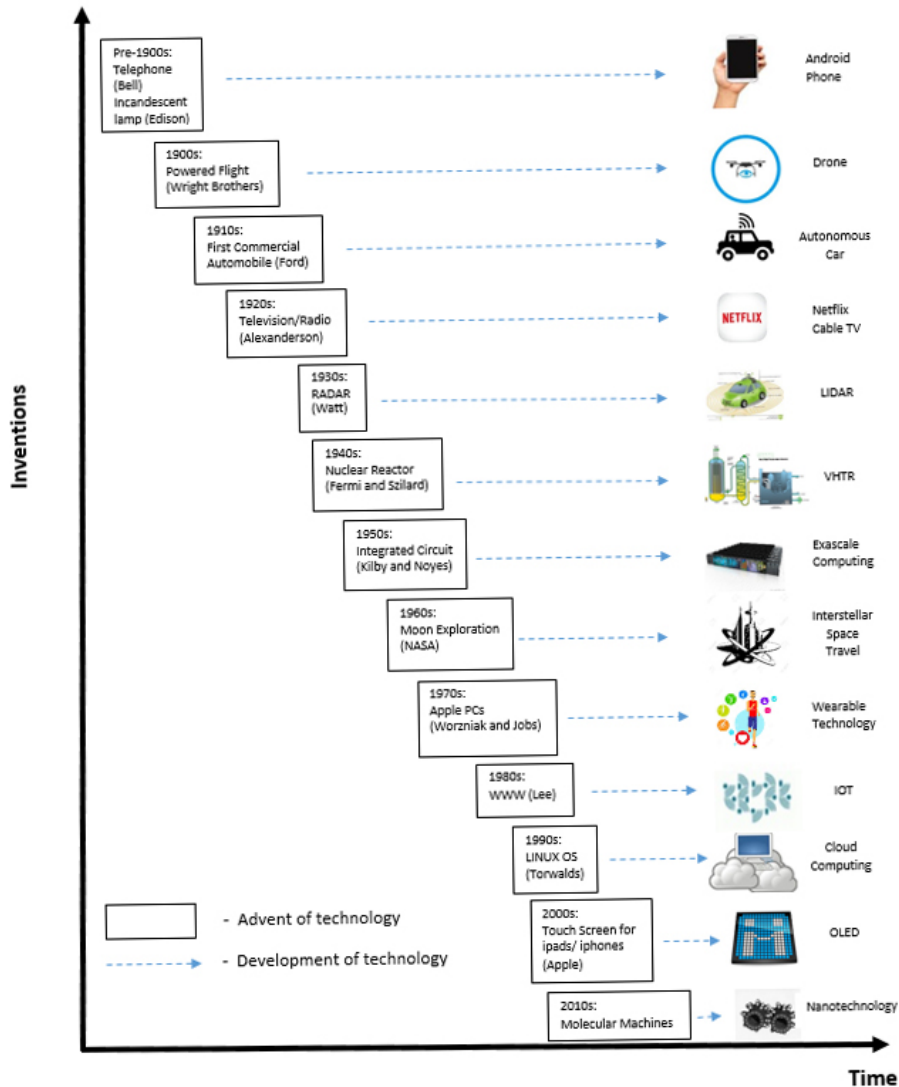 Pre-1900s:
Telephone
(Bell)
Incandescent
lamp (Edison)
Android
Phone
1900s:
Powered Flight
(Wright Brothers)
Drone
1910s:
First Commercial
Automobile (Ford)
Autonomous
Car
1920s:
Television/Radio
(Alexanderson)
NETFLIX
Netflix
Cable TV
1930s:
RADAR
(Watt)
LIDAR
Inventions
1940s:
Nuclear Reactor
(Fermi and Szilard)
VHTR
1950s:
Integrated Circuit
(Kilby and Noyes)
Exascale
Computing
1960s:
Moon Exploration
(NASA)
Interstellar
Space
Travel
1970s:
Apple PCs
(Worzniak and Jobs)
Wearable
Technology
1980s:
WWW (Lee)
IOT
1990s:
LINUX OS
(Torwalds)
Cloud
Computing
2000s:
Touch Screen for
ipads/ iphones
(Apple)
OLED
- Advent of technology
- Development of technology
2010s:
Molecular Machines
Nanotechnology
Time